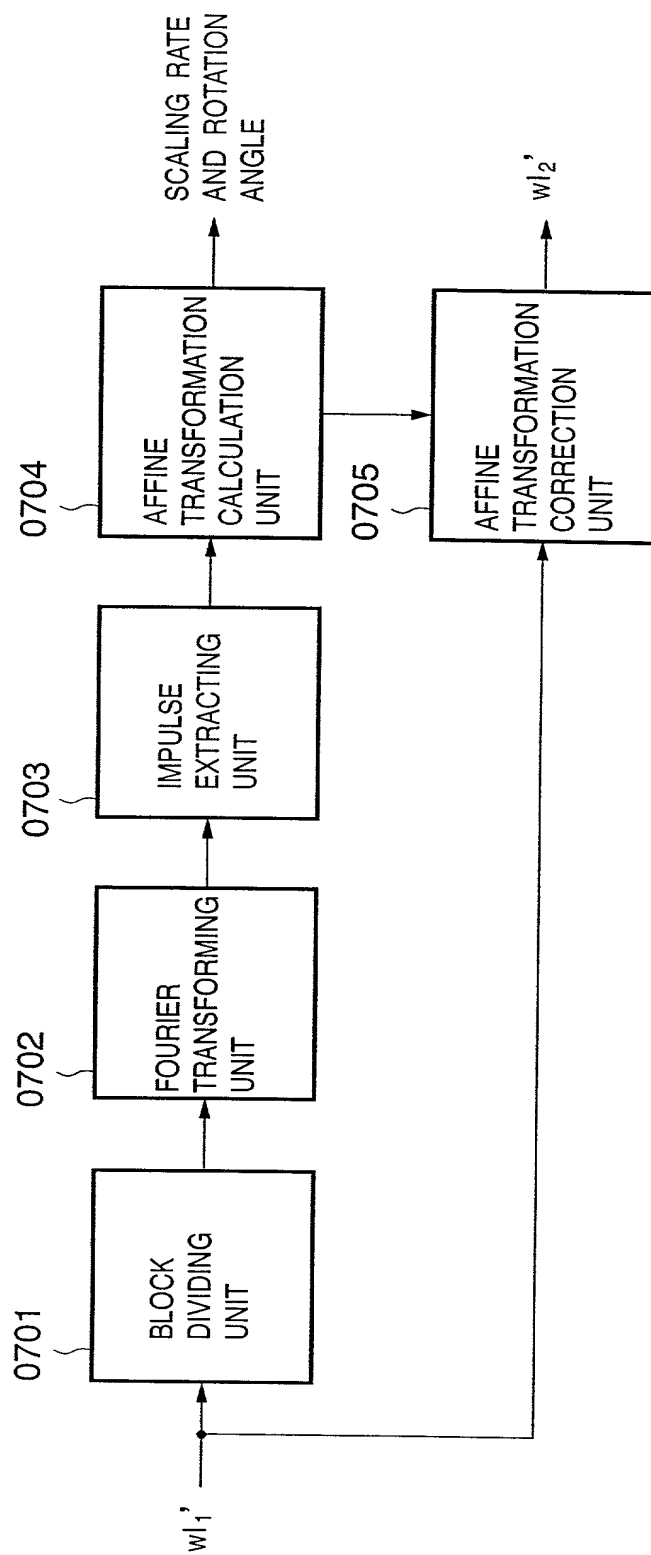 wI₁'
0701
BLOCK
DIVIDING
UNIT
0702
FOURIER
TRANSFORMING
UNIT
0703
IMPULSE
EXTRACTING
UNIT
0704
AFFINE
TRANSFORMATION
CALCULATION
UNIT
SCALING RATE
AND ROTATION
ANGLE
0705
AFFINE
TRANSFORMATION
CORRECTION
UNIT
wI₂'